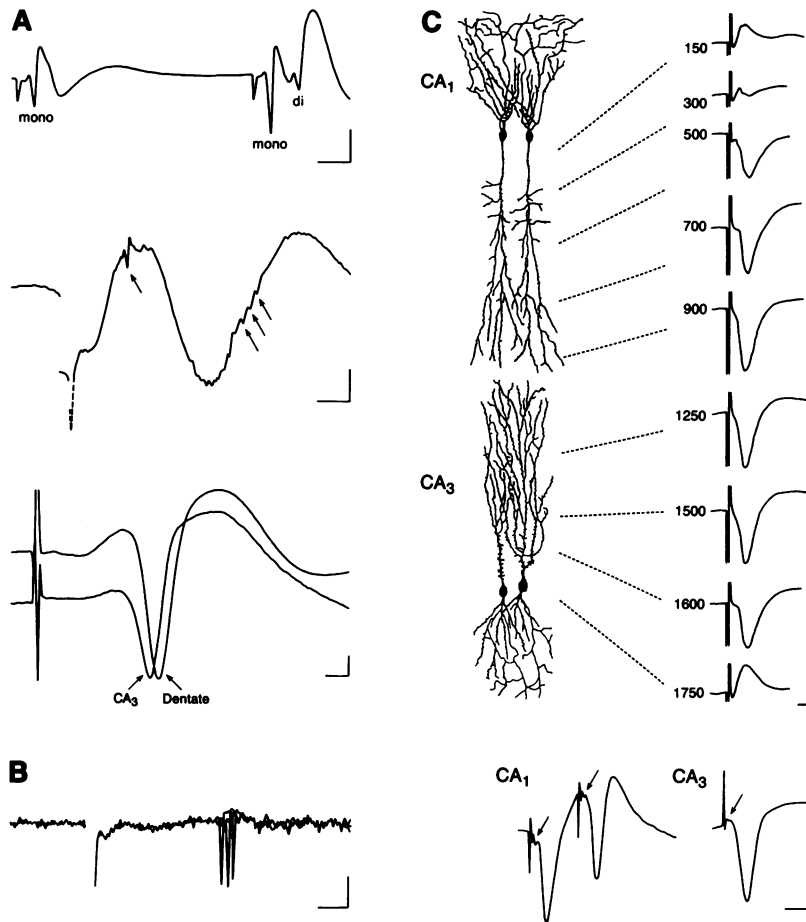 A
mono
mono
di
CA₃
Dentate
B
C
CA₁
150
300
500
700
900
CA₃
1250
1500
1600
1750
CA₁
CA₃